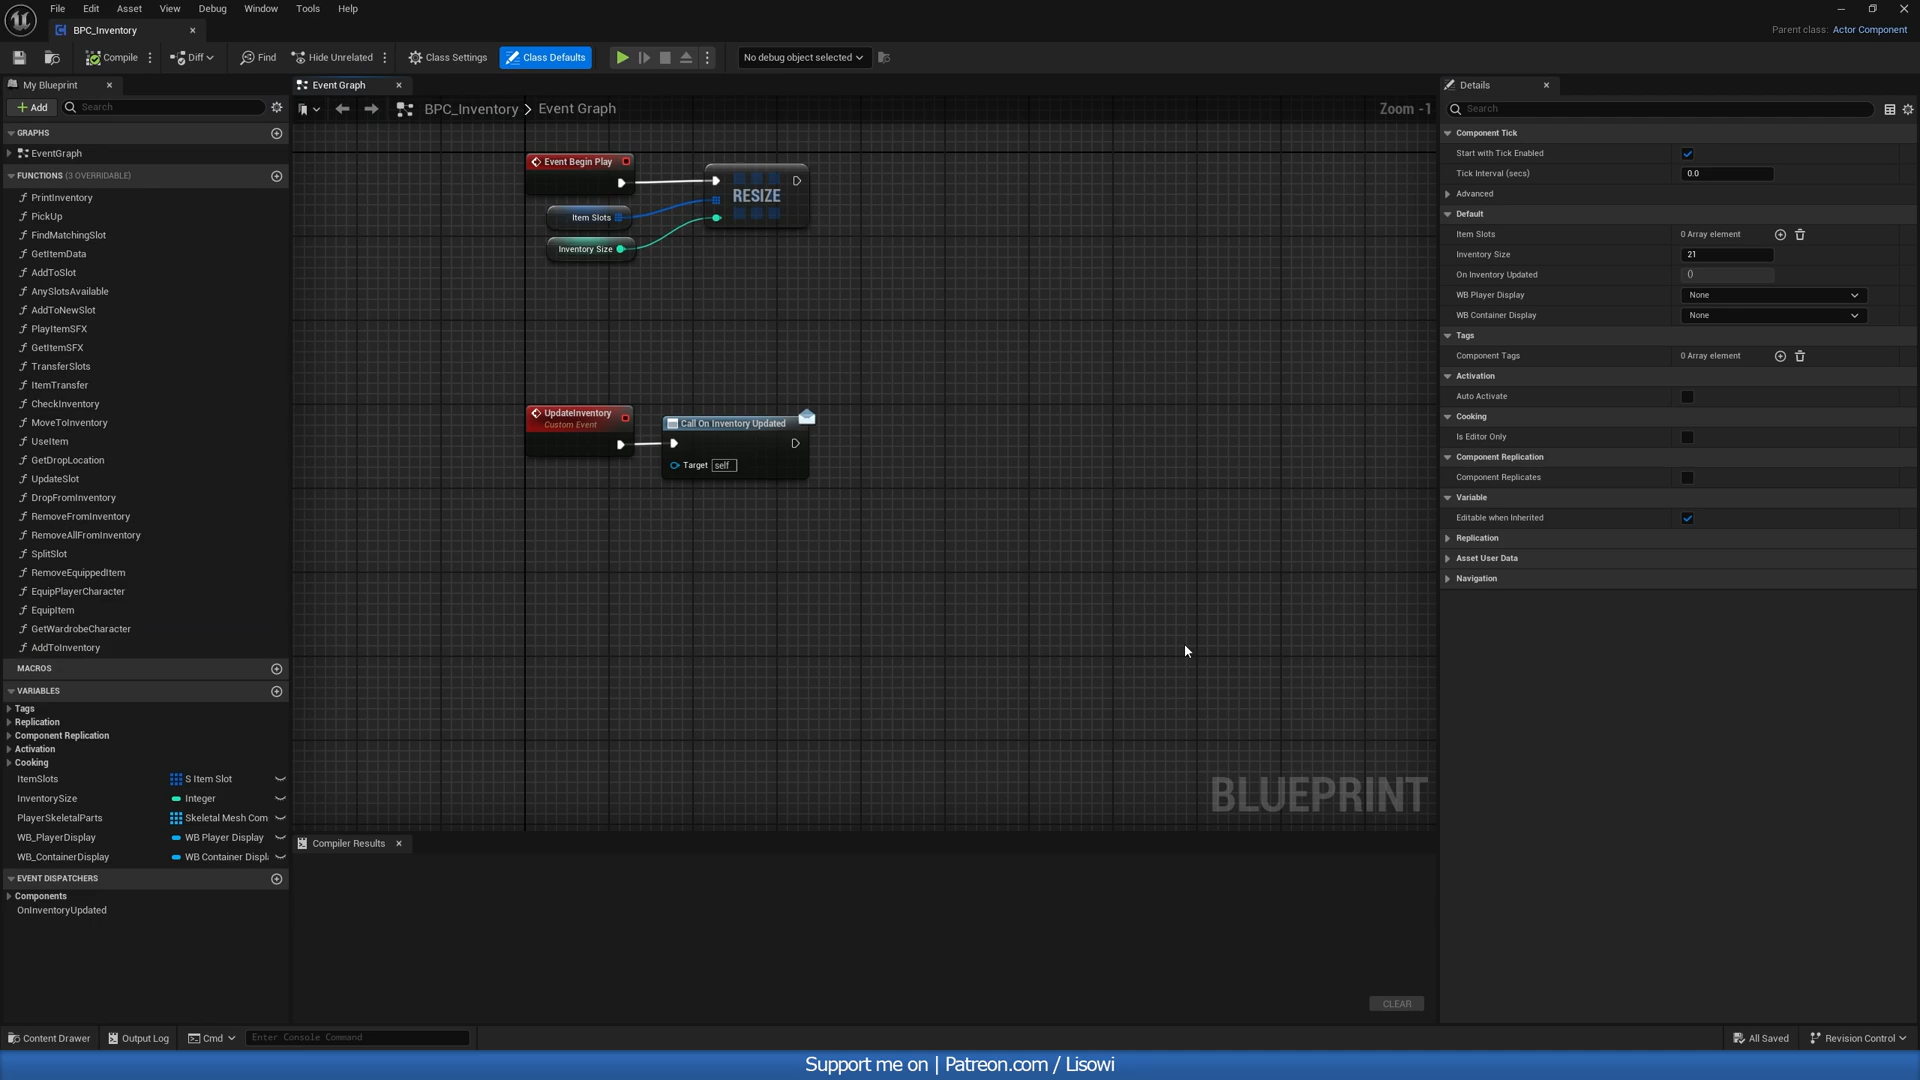 File Edit Asset View Debug Window Tools Help
BPC_Inventory
Parent class: Actor Component
Compile Diff Find Hide Unrelated Class Settings Class Defaults No debug object selected
My Blueprint
Add Search
GRAPHS
EventGraph
FUNCTIONS (3 OVERRIDABLE)
PrintInventory
PickUp
FindMatchingSlot
GetItemData
AddToSlot
AnySlotsAvailable
AddToNewSlot
PlayItemSFX
GetItemSFX
TransferSlots
ItemTransfer
CheckInventory
MoveToInventory
UseItem
GetDropLocation
UpdateSlot
DropFromInventory
RemoveFromInventory
RemoveAllFromInventory
SplitSlot
RemoveEquippedItem
EquipPlayerCharacter
EquipItem
GetWardrobeCharacter
AddToInventory
MACROS
VARIABLES
Tags
Replication
Component Replication
Activation
Cooking
ItemSlots S Item Slot
InventorySize Integer
PlayerSkeletalParts Skeletal Mesh Com
WB_PlayerDisplay WB Player Display
WB_ContainerDisplay WB Container Displ
EVENT DISPATCHERS
Components
OnInventoryUpdated
Event Graph
BPC_Inventory > Event Graph
Zoom -1
Event Begin Play
RESIZE
Item Slots
Inventory Size
UpdateInventory
Custom Event
Call On Inventory Updated
Target self
BLUEPRINT
Compiler Results
CLEAR
Details
Search
Component Tick
Start with Tick Enabled
Tick Interval (secs) 0.0
Advanced
Default
Item Slots 0 Array element
Inventory Size 21
On Inventory Updated ()
WB Player Display None
WB Container Display None
Tags
Component Tags 0 Array element
Activation
Auto Activate
Cooking
Is Editor Only
Component Replication
Component Replicates
Variable
Editable when Inherited
Replication
Asset User Data
Navigation
Content Drawer Output Log Cmd Enter Console Command All Saved Revision Control
Support me on | Patreon.com / Lisowi